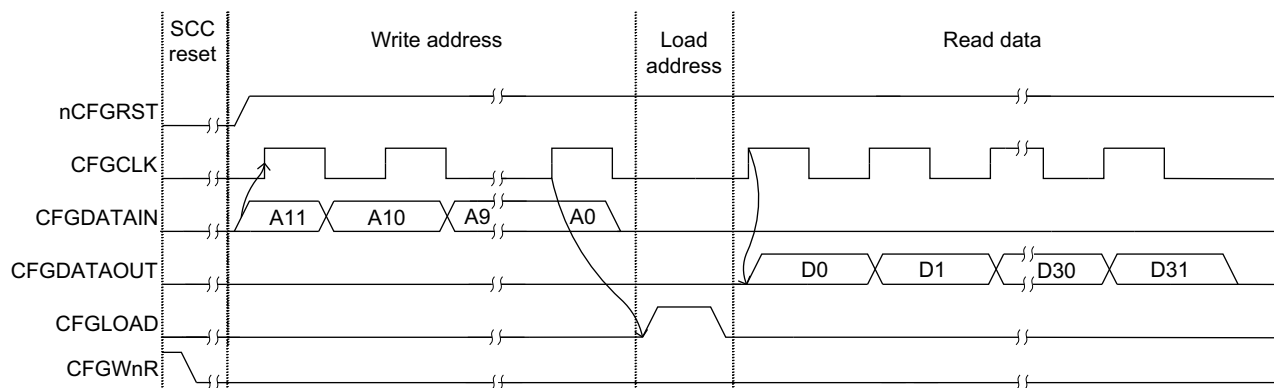 SCC
reset
Write address
Load
address
Read data
nCFGRST
CFGCLK
CFGDATAIN
A11
A10
A9
A0
CFGDATAOUT
D0
D1
D30
D31
CFGLOAD
CFGWnR